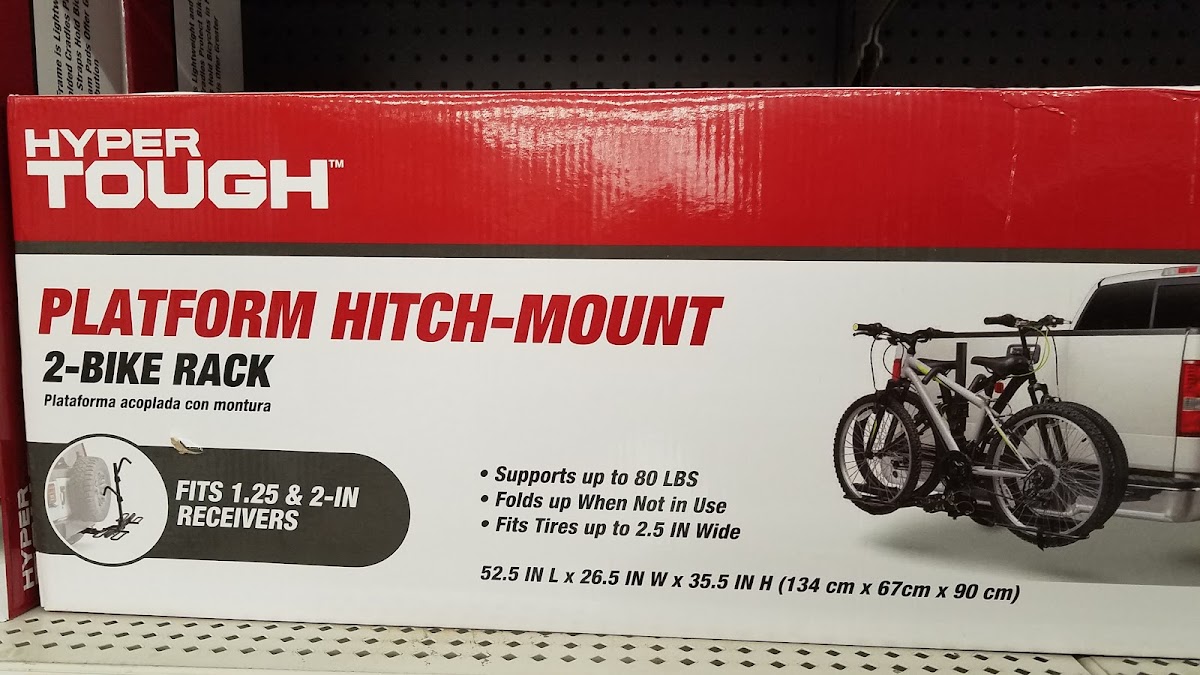 HYPER
TOUGH™
PLATFORM HITCH-MOUNT
2-BIKE RACK
Plataforma acoplada con montura
FITS 1.25 & 2-IN
RECEIVERS
• Supports up to 80 LBS
• Folds up When Not in Use
• Fits Tires up to 2.5 IN Wide
52.5 IN L x 26.5 IN W x 35.5 IN H (134 cm x 67cm x 90 cm)
HYPER